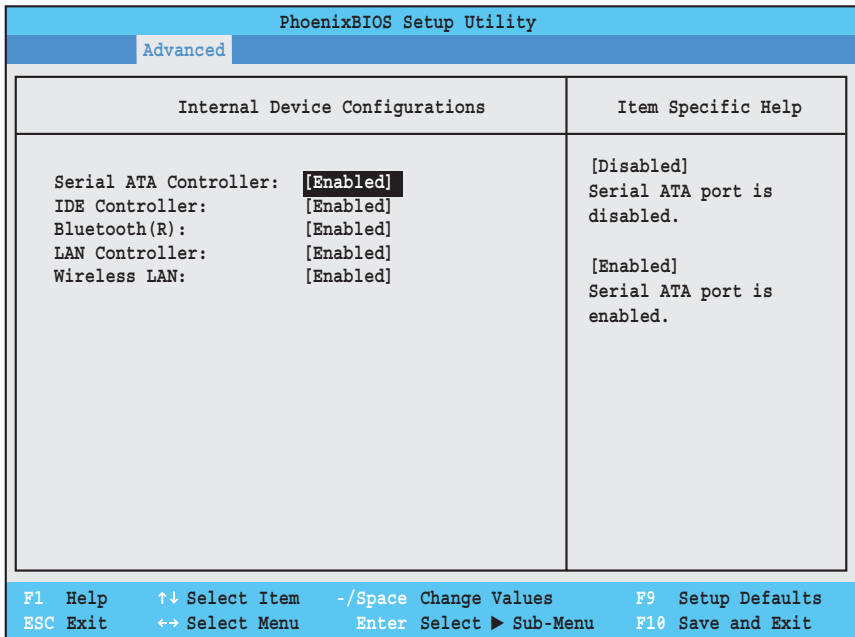 PhoenixBIOS Setup Utility
Advanced
Internal Device Configurations
Item Specific Help
Serial ATA Controller: [Enabled]
IDE Controller: [Enabled]
Bluetooth(R): [Enabled]
LAN Controller: [Enabled]
Wireless LAN: [Enabled]
[Disabled]
Serial ATA port is
disabled.
[Enabled]
Serial ATA port is
enabled.
F1 Help ↑↓ Select Item -/Space Change Values F9 Setup Defaults
ESC Exit ←→ Select Menu Enter Select ▶ Sub-Menu F10 Save and Exit